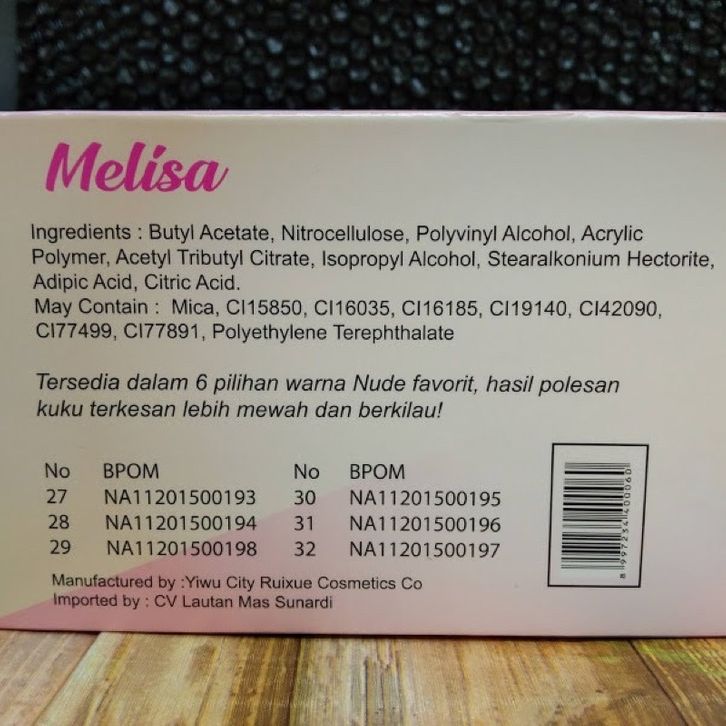 Melisa
Ingredients : Butyl Acetate, Nitrocellulose, Polyvinyl Alcohol, Acrylic
Polymer, Acetyl Tributyl Citrate, Isopropyl Alcohol, Stearalkonium Hectorite,
Adipic Acid, Citric Acid.
May Contain : Mica, CI15850, CI16035, CI16185, CI19140, CI42090,
CI77499, CI77891, Polyethylene Terephthalate
Tersedia dalam 6 pilihan warna Nude favorit, hasil polesan
kuku terkesan lebih mewah dan berkilau!
No BPOM No BPOM
27 NA11201500193 30 NA11201500195
28 NA11201500194 31 NA11201500196
29 NA11201500198 32 NA11201500197
Manufactured by :Yiwu City Ruixue Cosmetics Co
Imported by : CV Lautan Mas Sunardi
8 997234 400060